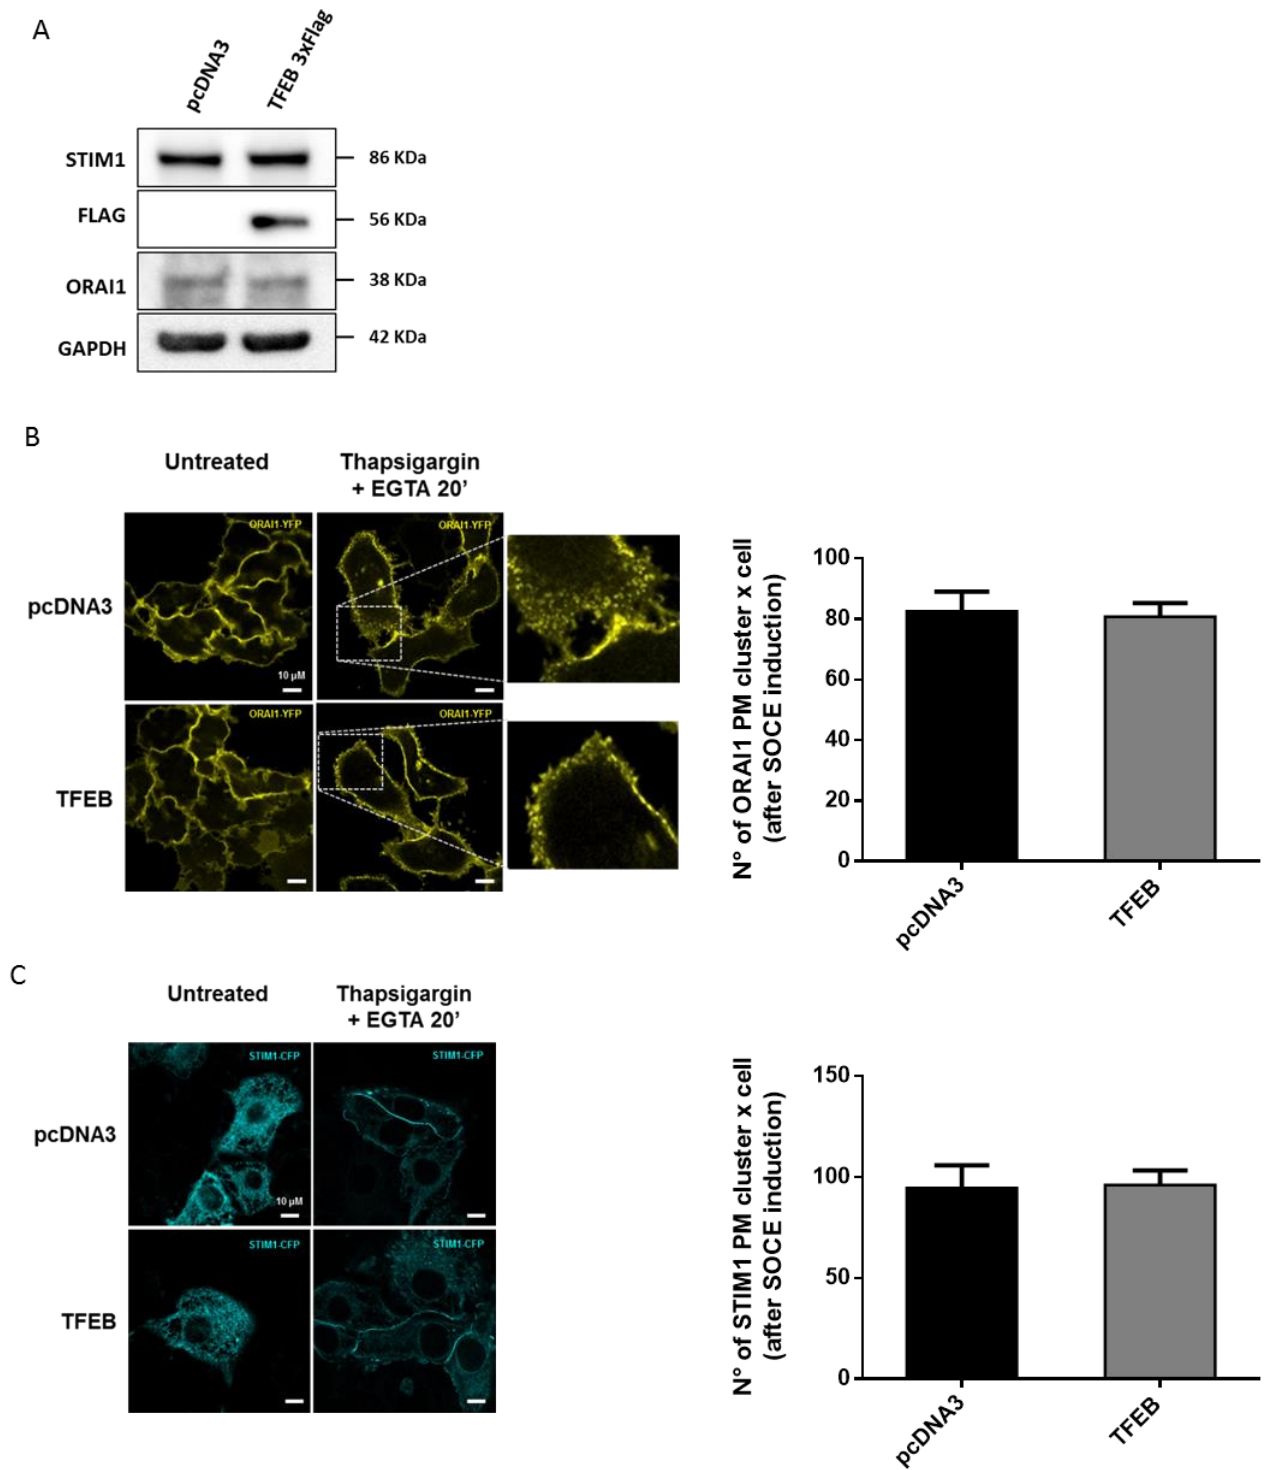 A
pcDNA3
TFEB 3xFlag
STIM1
86 KDa
FLAG
56 KDa
ORAI1
38 KDa
GAPDH
42 KDa
B
Untreated
Thapsigargin
+ EGTA 20’
pcDNA3
ORAI1-YFP
10 µM
ORAI1-YFP
TFEB
ORAI1-YFP
ORAI1-YFP
N° of ORAI1 PM cluster x cell
(after SOCE induction)
100
80
60
40
20
0
pcDNA3
TFEB
C
Untreated
Thapsigargin
+ EGTA 20’
pcDNA3
STIM1-CFP
10 µM
STIM1-CFP
TFEB
STIM1-CFP
STIM1-CFP
N° of STIM1 PM cluster x cell
(after SOCE induction)
150
100
50
0
pcDNA3
TFEB